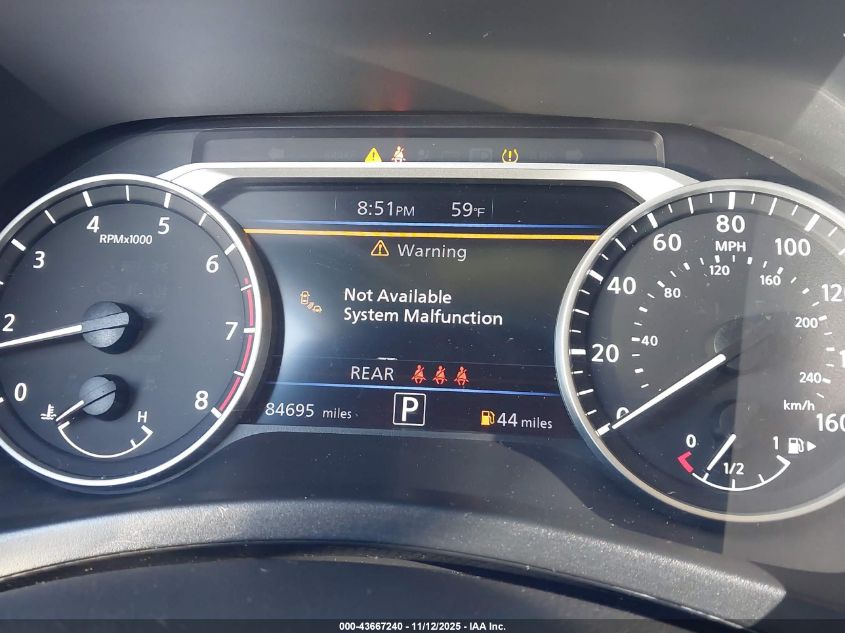 8:51PM 59°F
Warning
Not Available
System Malfunction
REAR
84695 miles P 44 miles
RPMx1000
0 2 3 4 5 6 7 8
H
MPH
0 20 40 60 80 100 160
40 80 120 160 200 240
km/h
0 1/2 1
000-43667240 - 11/12/2025 - IAA Inc.